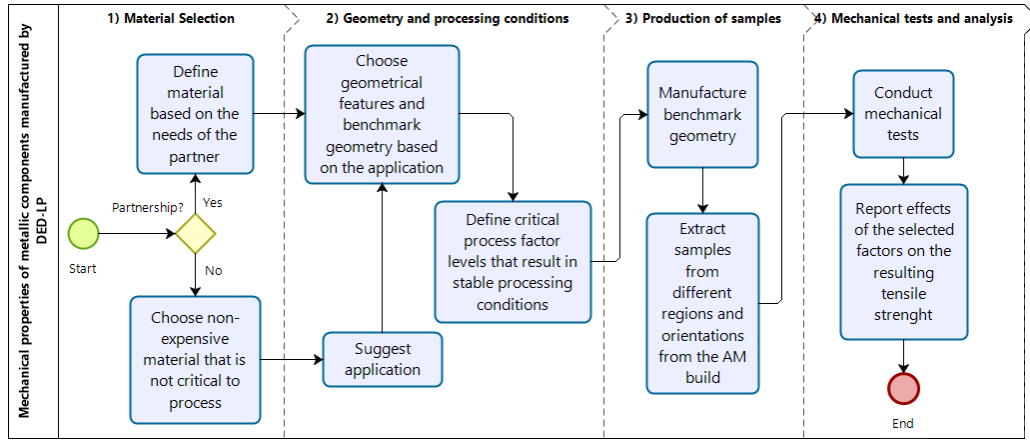 Mechanical properties of metallic components manufactured by
DED-LP
1) Material Selection
2) Geometry and processing conditions
3) Production of samples
4) Mechanical tests and analysis
Define
material
based on the
needs of the
partner
Partnership?
Yes
Start
No
Choose non-
expensive
material that is
not critical to
process
Choose
geometrical
features and
benchmark
geometry based
on the application
Define critical
process factor
levels that result in
stable processing
conditions
Suggest
application
Manufacture
benchmark
geometry
Extract
samples
from
different
regions and
orientations
from the AM
build
Conduct
mechanical
tests
Report effects
of the selected
factors on the
resulting
tensile
strenght
End